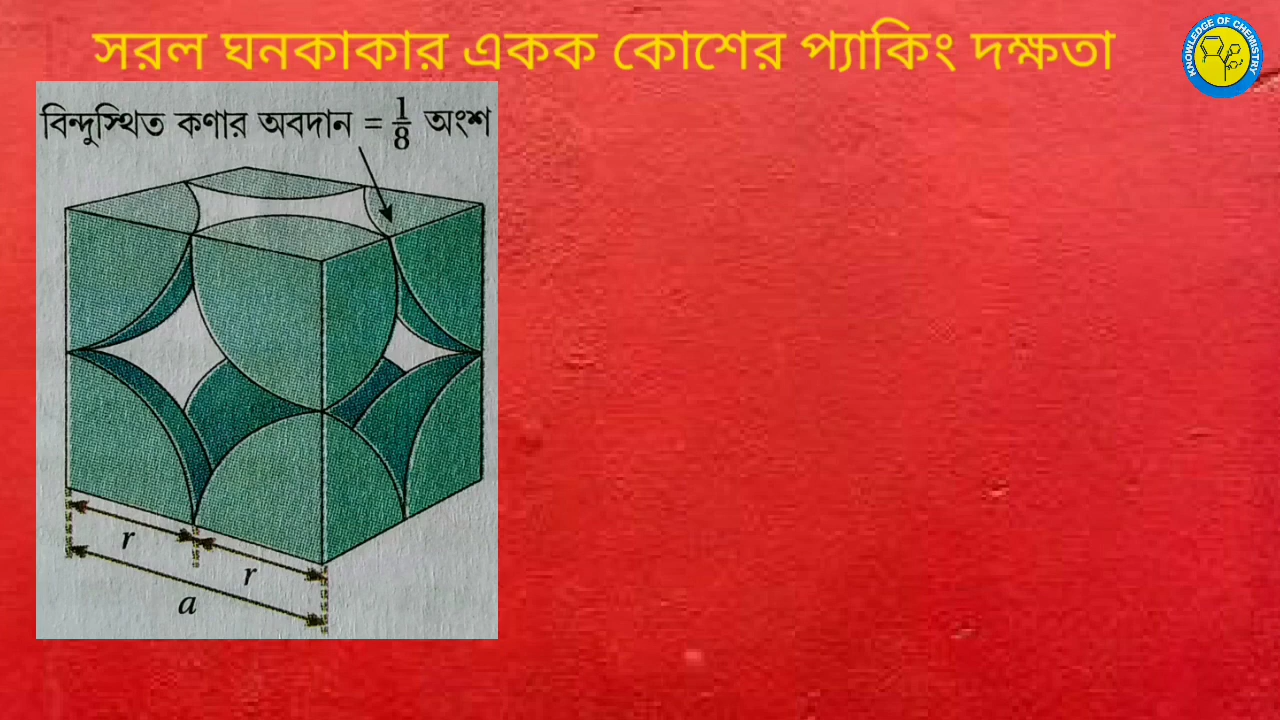 সরল ঘনকাকার একক কোশের প্যাকিং দক্ষতা
KNOWLEDGE OF CHEMISTRY
বিন্দুস্থিত কণার অবদান = 1/8 অংশ
r
r
a